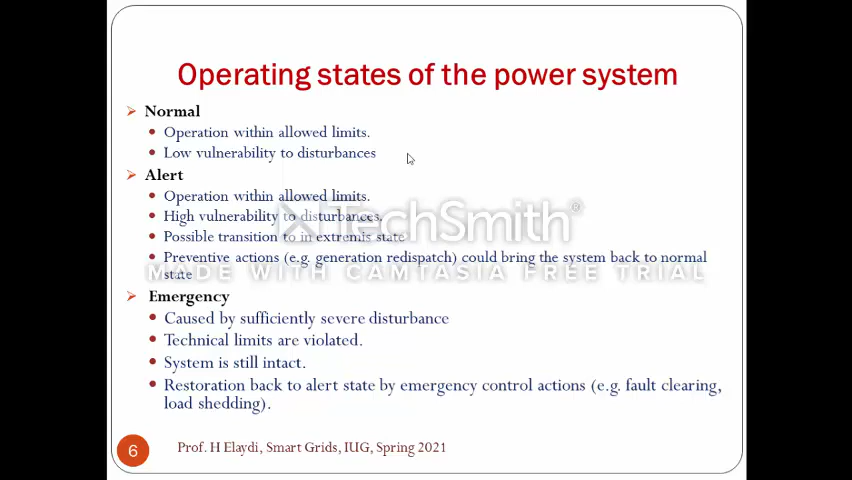 Operating states of the power system
Normal
Operation within allowed limits.
Low vulnerability to disturbances
Alert
Operation within allowed limits.
High vulnerability to disturbances.
Possible transition to in extremis state
Preventive actions (e.g. generation redispatch) could bring the system back to normal
state
TechSmith®
MADE WITH CAMTASIA FREE TRIAL
Emergency
Caused by sufficiently severe disturbance
Technical limits are violated.
System is still intact.
Restoration back to alert state by emergency control actions (e.g. fault clearing,
load shedding).
6
Prof. H Elaydi, Smart Grids, IUG, Spring 2021